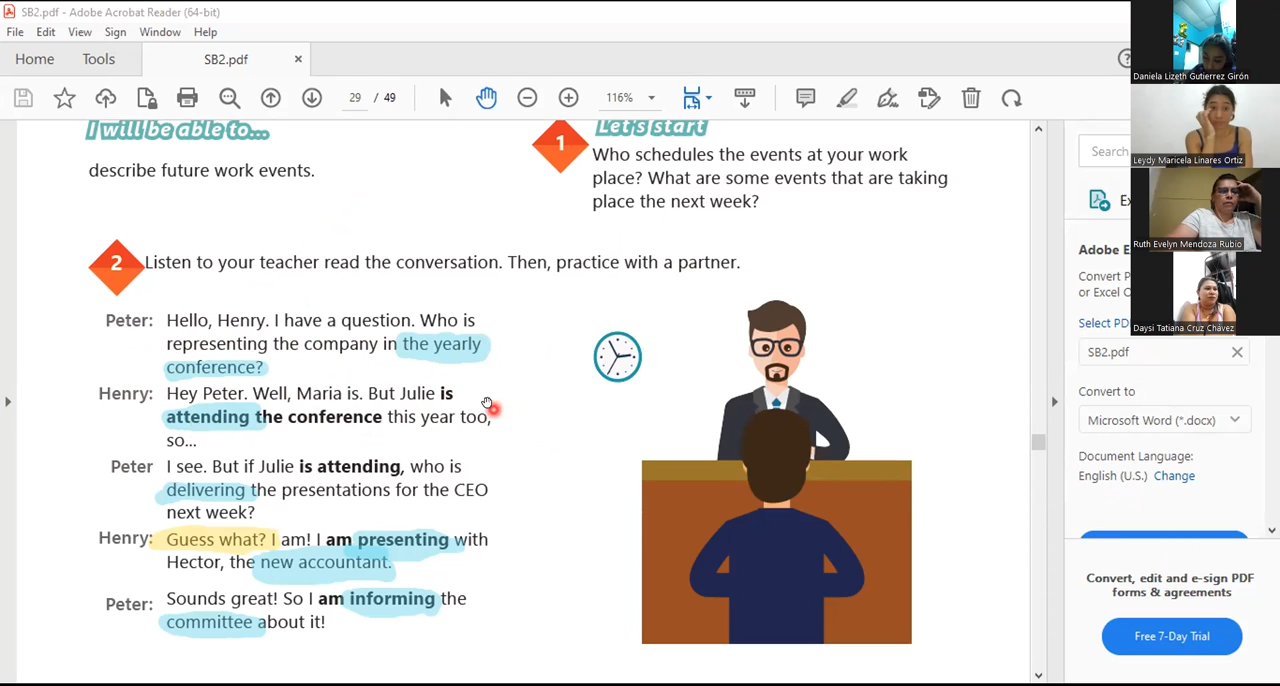 SB2.pdf - Adobe Acrobat Reader (64-bit)
File Edit View Sign Window Help
Home Tools SB2.pdf ×
29 / 49 116%
I will be able to...
describe future work events.
1 Let's start
Who schedules the events at your work
place? What are some events that are taking
place the next week?
2 Listen to your teacher read the conversation. Then, practice with a partner.
Peter: Hello, Henry. I have a question. Who is
representing the company in the yearly
conference?
Henry: Hey Peter. Well, Maria is. But Julie is
attending the conference this year too,
so...
Peter I see. But if Julie is attending, who is
delivering the presentations for the CEO
next week?
Henry: Guess what? I am! I am presenting with
Hector, the new accountant.
Peter: Sounds great! So I am informing the
committee about it!
Search
Adobe
Convert P
or Excel
Select PD
SB2.pdf
Convert to
Microsoft Word (*.docx)
Document Language:
English (U.S.) Change
Convert, edit and e-sign PDF
forms & agreements
Free 7-Day Trial
Daniela Lizeth Gutierrez Girón
Leydy Maricela Linares Ortiz
Ruth Evelyn Mendoza Rubio
Daysi Tatiana Cruz Chávez